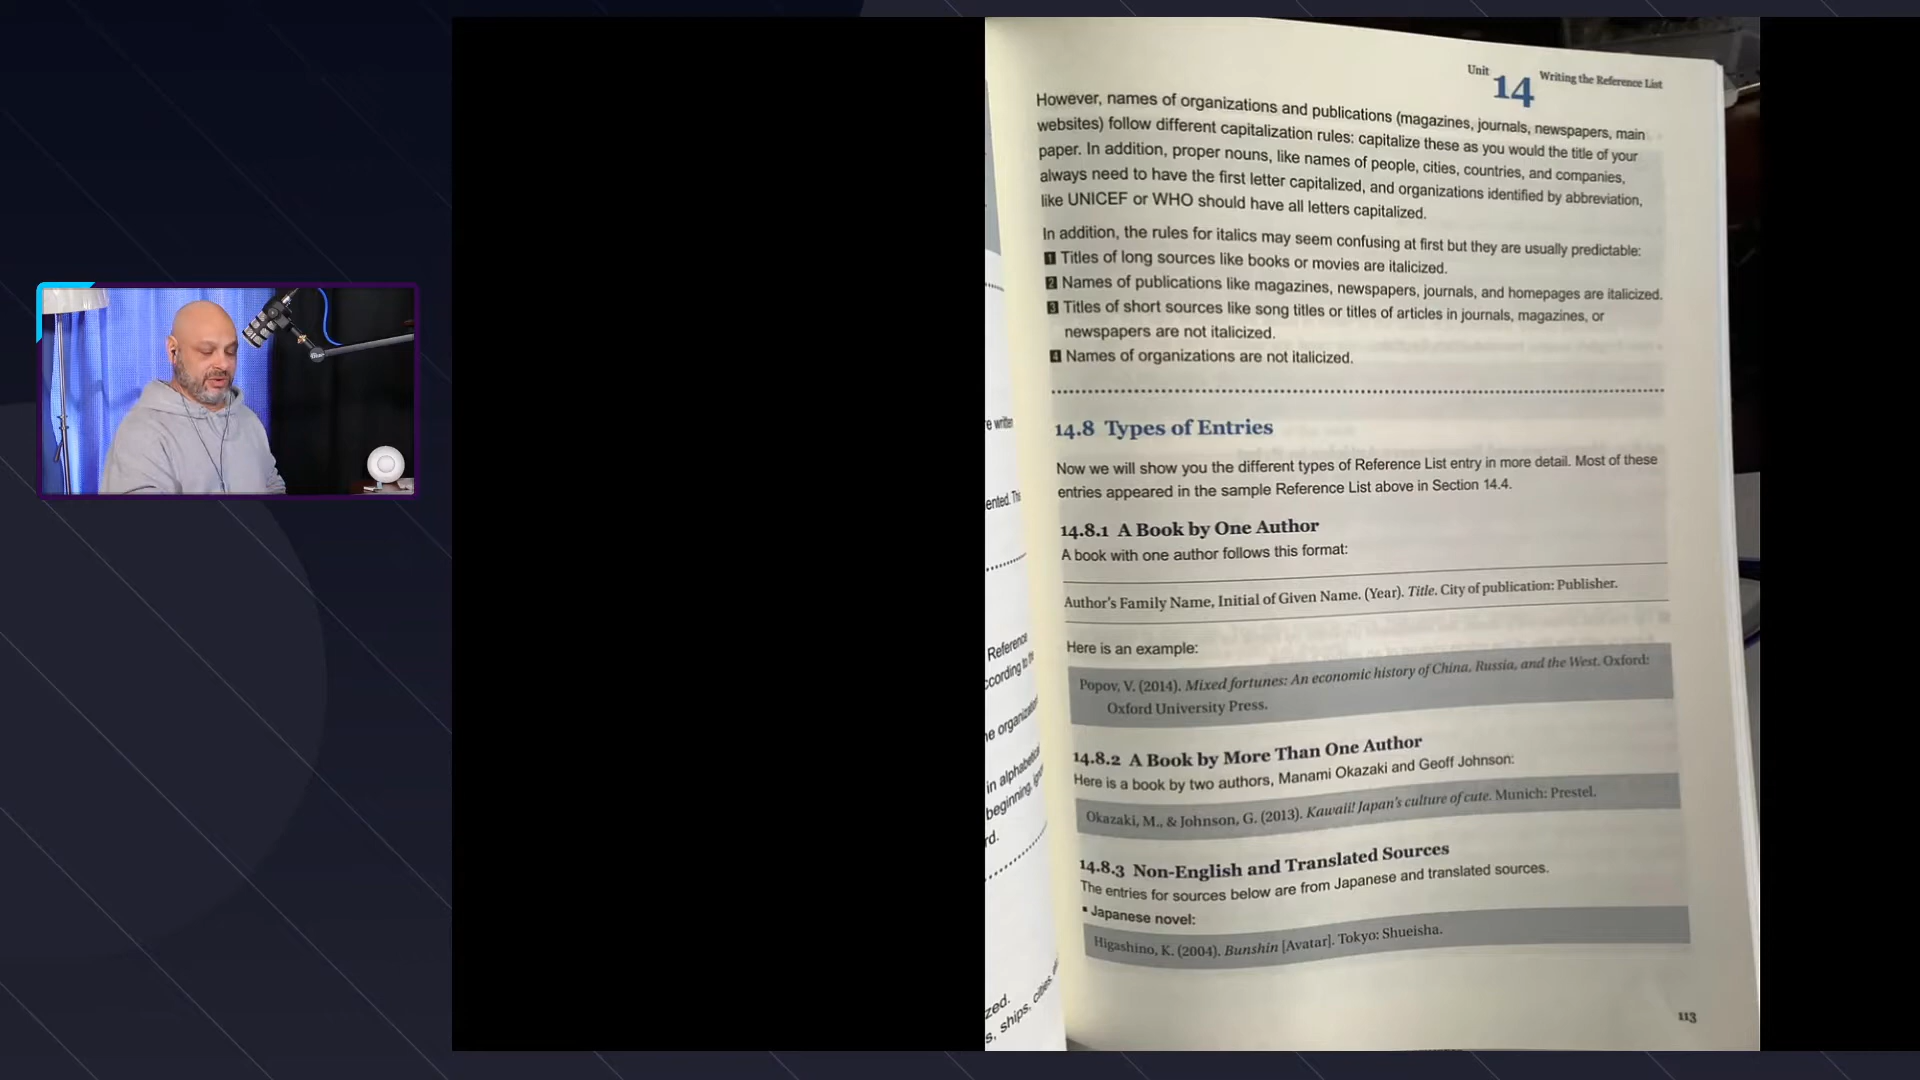 Unit 14 Writing the Reference List
However, names of organizations and publications (magazines, journals, newspapers, main
websites) follow different capitalization rules: capitalize these as you would the title of your
paper. In addition, proper nouns, like names of people, cities, countries, and companies,
always need to have the first letter capitalized, and organizations identified by abbreviation,
like UNICEF or WHO should have all letters capitalized.
In addition, the rules for italics may seem confusing at first but they are usually predictable:
1 Titles of long sources like books or movies are italicized.
2 Names of publications like magazines, newspapers, journals, and homepages are italicized.
3 Titles of short sources like song titles or titles of articles in journals, magazines, or
newspapers are not italicized.
4 Names of organizations are not italicized.
14.8 Types of Entries
Now we will show you the different types of Reference List entry in more detail. Most of these
entries appeared in the sample Reference List above in Section 14.4.
14.8.1 A Book by One Author
A book with one author follows this format:
Author's Family Name, Initial of Given Name. (Year). Title. City of publication: Publisher.
Here is an example:
Popov, V. (2014). Mixed fortunes: An economic history of China, Russia, and the West. Oxford:
Oxford University Press.
14.8.2 A Book by More Than One Author
Here is a book by two authors, Manami Okazaki and Geoff Johnson:
Okazaki, M., & Johnson, G. (2013). Kawaii! Japan's culture of cute. Munich: Prestel.
14.8.3 Non-English and Translated Sources
The entries for sources below are from Japanese and translated sources.
▪ Japanese novel:
Higashino, K. (2004). Bunshin [Avatar]. Tokyo: Shueisha.
113
Reference
in alphabetical
beginning,
rd.
zed.
ships, cities,